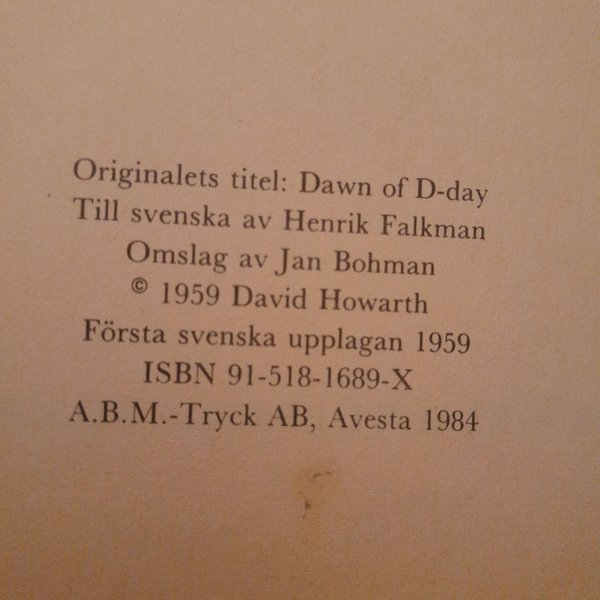 Originalets titel: Dawn of D-day
Till svenska av Henrik Falkman
Omslag av Jan Bohman
© 1959 David Howarth
Första svenska upplagan 1959
ISBN 91-518-1689-X
A.B.M.-Tryck AB, Avesta 1984